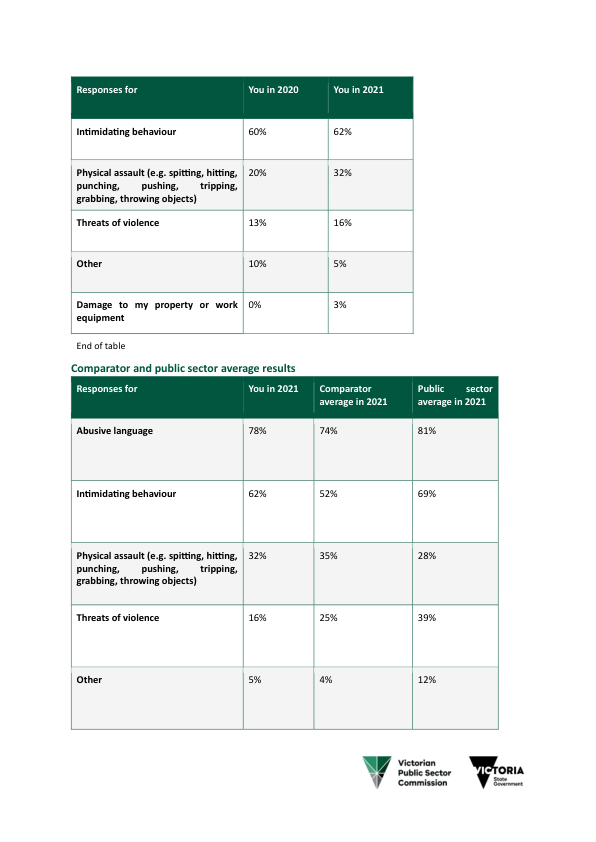 Responses for You in 2020 You in 2021
Intimidating behaviour 60% 62%
Physical assault (e.g. spitting, hitting, 20% 32%
punching, pushing, tripping,
grabbing, throwing objects)
Threats of violence 13% 16%
Other 10% 5%
Damage to my property or work 0% 3%
equipment
End of table
Comparator and public sector average results
Responses for You in 2021 Comparator Public sector
average in 2021 average in 2021
Abusive language 78% 74% 81%
Intimidating behaviour 62% 52% 69%
Physical assault (e.g. spitting, hitting, 32% 35% 28%
punching, pushing, tripping,
grabbing, throwing objects)
Threats of violence 16% 25% 39%
Other 5% 4% 12%
Victorian
Public Sector
Commission
VICTORIA
State
Government